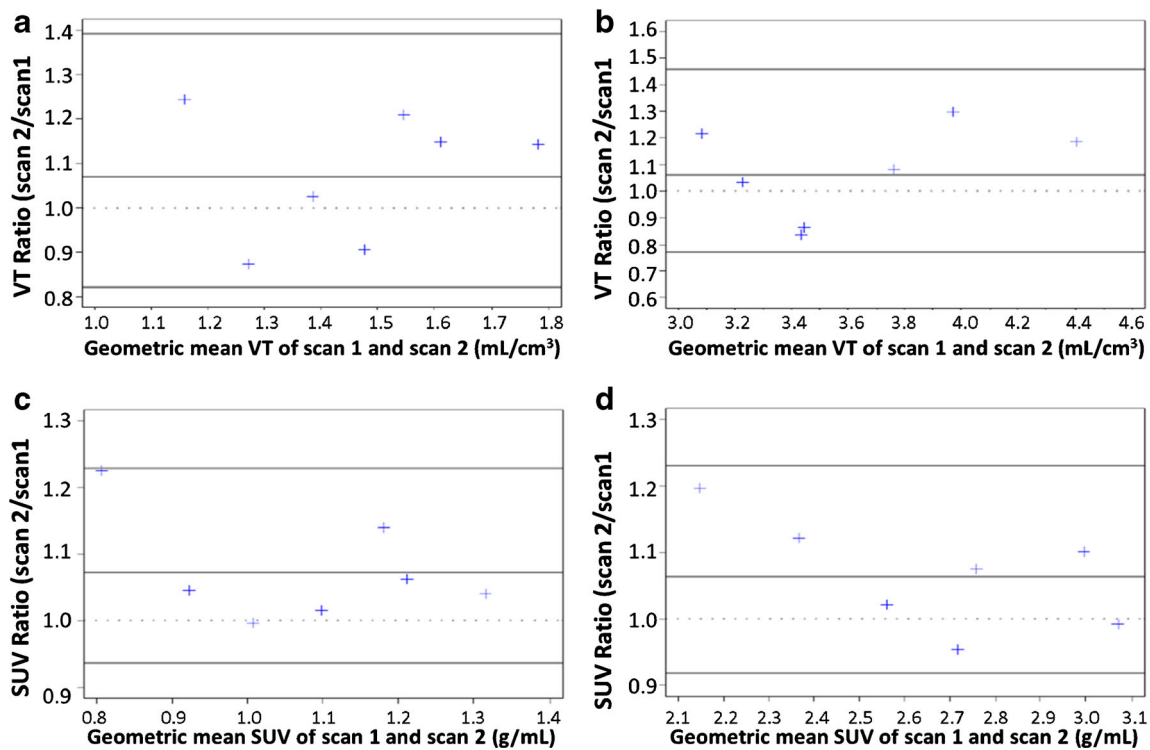 a
VT Ratio (scan 2/scan1
1.4
1.3
1.2
1.1
1.0
0.9
0.8
1.0 1.1 1.2 1.3 1.4 1.5 1.6 1.7 1.8
Geometric mean VT of scan 1 and scan 2 (mL/cm³)
b
VT Ratio (scan 2/scan1
1.6
1.5
1.4
1.3
1.2
1.1
1.0
0.9
0.8
0.7
0.6
3.0 3.2 3.4 3.6 3.8 4.0 4.2 4.4 4.6
Geometric mean VT of scan 1 and scan 2 (mL/cm³)
c
SUV Ratio (scan 2/scan1
1.3
1.2
1.1
1.0
0.9
0.8 0.9 1.0 1.1 1.2 1.3 1.4
Geometric mean SUV of scan 1 and scan 2 (g/mL)
d
SUV Ratio (scan 2/scan1
1.3
1.2
1.1
1.0
0.9
2.1 2.2 2.3 2.4 2.5 2.6 2.7 2.8 2.9 3.0 3.1
Geometric mean SUV of scan 1 and scan 2 (g/mL)